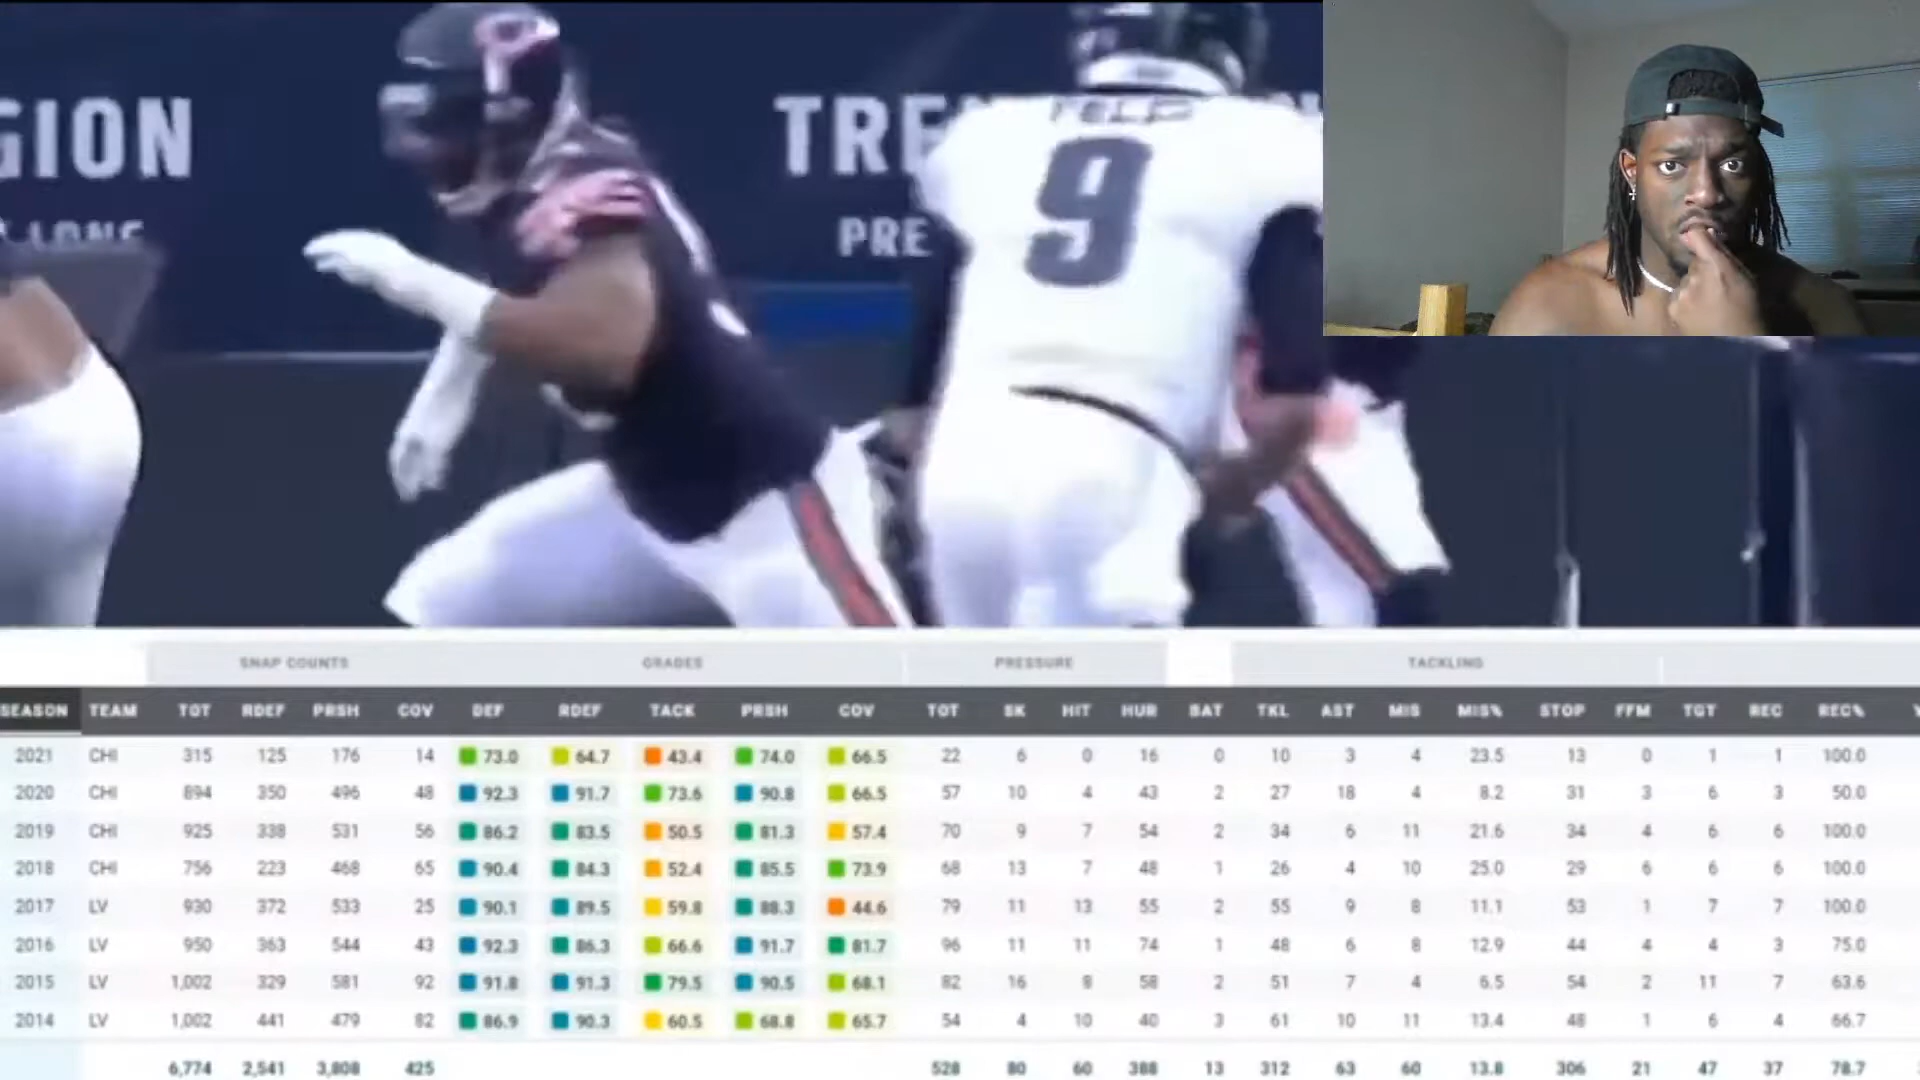 GION
TRE
9
PRE
SNAP COUNTS GRADES PRESSURE TACKLING
SEASON TEAM TOT RDEF PRSH COV DEF RDEF TACK PRSH COV TOT SK HIT HUR BAT TKL AST MIS MIS% STOP FFM TGT REC REC%
2021 CHI 315 125 176 14 73.0 64.7 43.4 74.0 66.5 22 6 0 16 0 10 3 4 23.5 13 0 1 1 100.0
2020 CHI 894 350 496 48 92.3 91.7 73.6 90.8 66.5 57 10 4 43 2 27 18 4 8.2 31 3 6 3 50.0
2019 CHI 925 338 531 56 86.2 83.5 50.5 81.3 57.4 70 9 7 54 2 34 6 11 21.6 34 4 6 6 100.0
2018 CHI 756 223 468 65 90.4 84.3 52.4 85.5 73.9 68 13 7 48 1 26 4 10 25.0 29 6 6 6 100.0
2017 LV 930 372 533 25 90.1 89.5 59.8 88.3 44.6 79 11 13 55 2 55 9 8 11.1 53 1 7 7 100.0
2016 LV 950 363 544 43 92.3 86.3 66.6 91.7 81.7 96 11 11 74 1 48 6 8 12.9 44 4 4 3 75.0
2015 LV 1,002 329 581 92 91.8 91.3 79.5 90.5 68.1 82 16 8 58 2 51 7 4 6.5 54 2 11 7 63.6
2014 LV 1,002 441 479 82 86.9 90.3 60.5 68.8 65.7 54 4 10 40 3 61 10 11 13.4 48 1 6 4 66.7
6,774 2,541 3,808 425 528 80 60 388 13 312 63 60 13.8 306 21 47 37 78.7